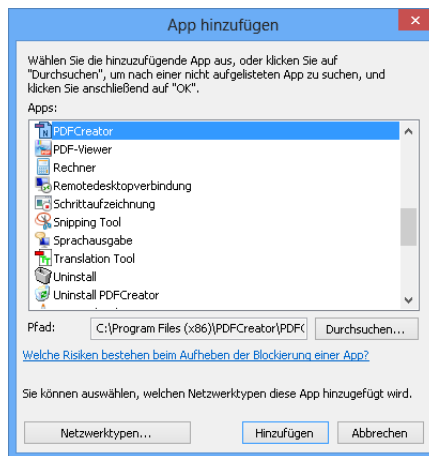 App hinzufügen
Wählen Sie die hinzuzufügende App aus, oder klicken Sie auf
"Durchsuchen", um nach einer nicht aufgelisteten App zu suchen, und
klicken Sie anschließend auf "OK".
Apps:
PDFCreator
PDF-Viewer
Rechner
Remotedesktopverbindung
Schrittaufzeichnung
Snipping Tool
Sprachausgabe
Translation Tool
Uninstall
Uninstall PDFCreator
Pfad: C:\Program Files (x86)\PDFCreator\PDF( Durchsuchen...
Welche Risiken bestehen beim Aufheben der Blockierung einer App?
Sie können auswählen, welchen Netzwerktypen diese App hinzugefügt wird.
Netzwerktypen... Hinzufügen Abbrechen